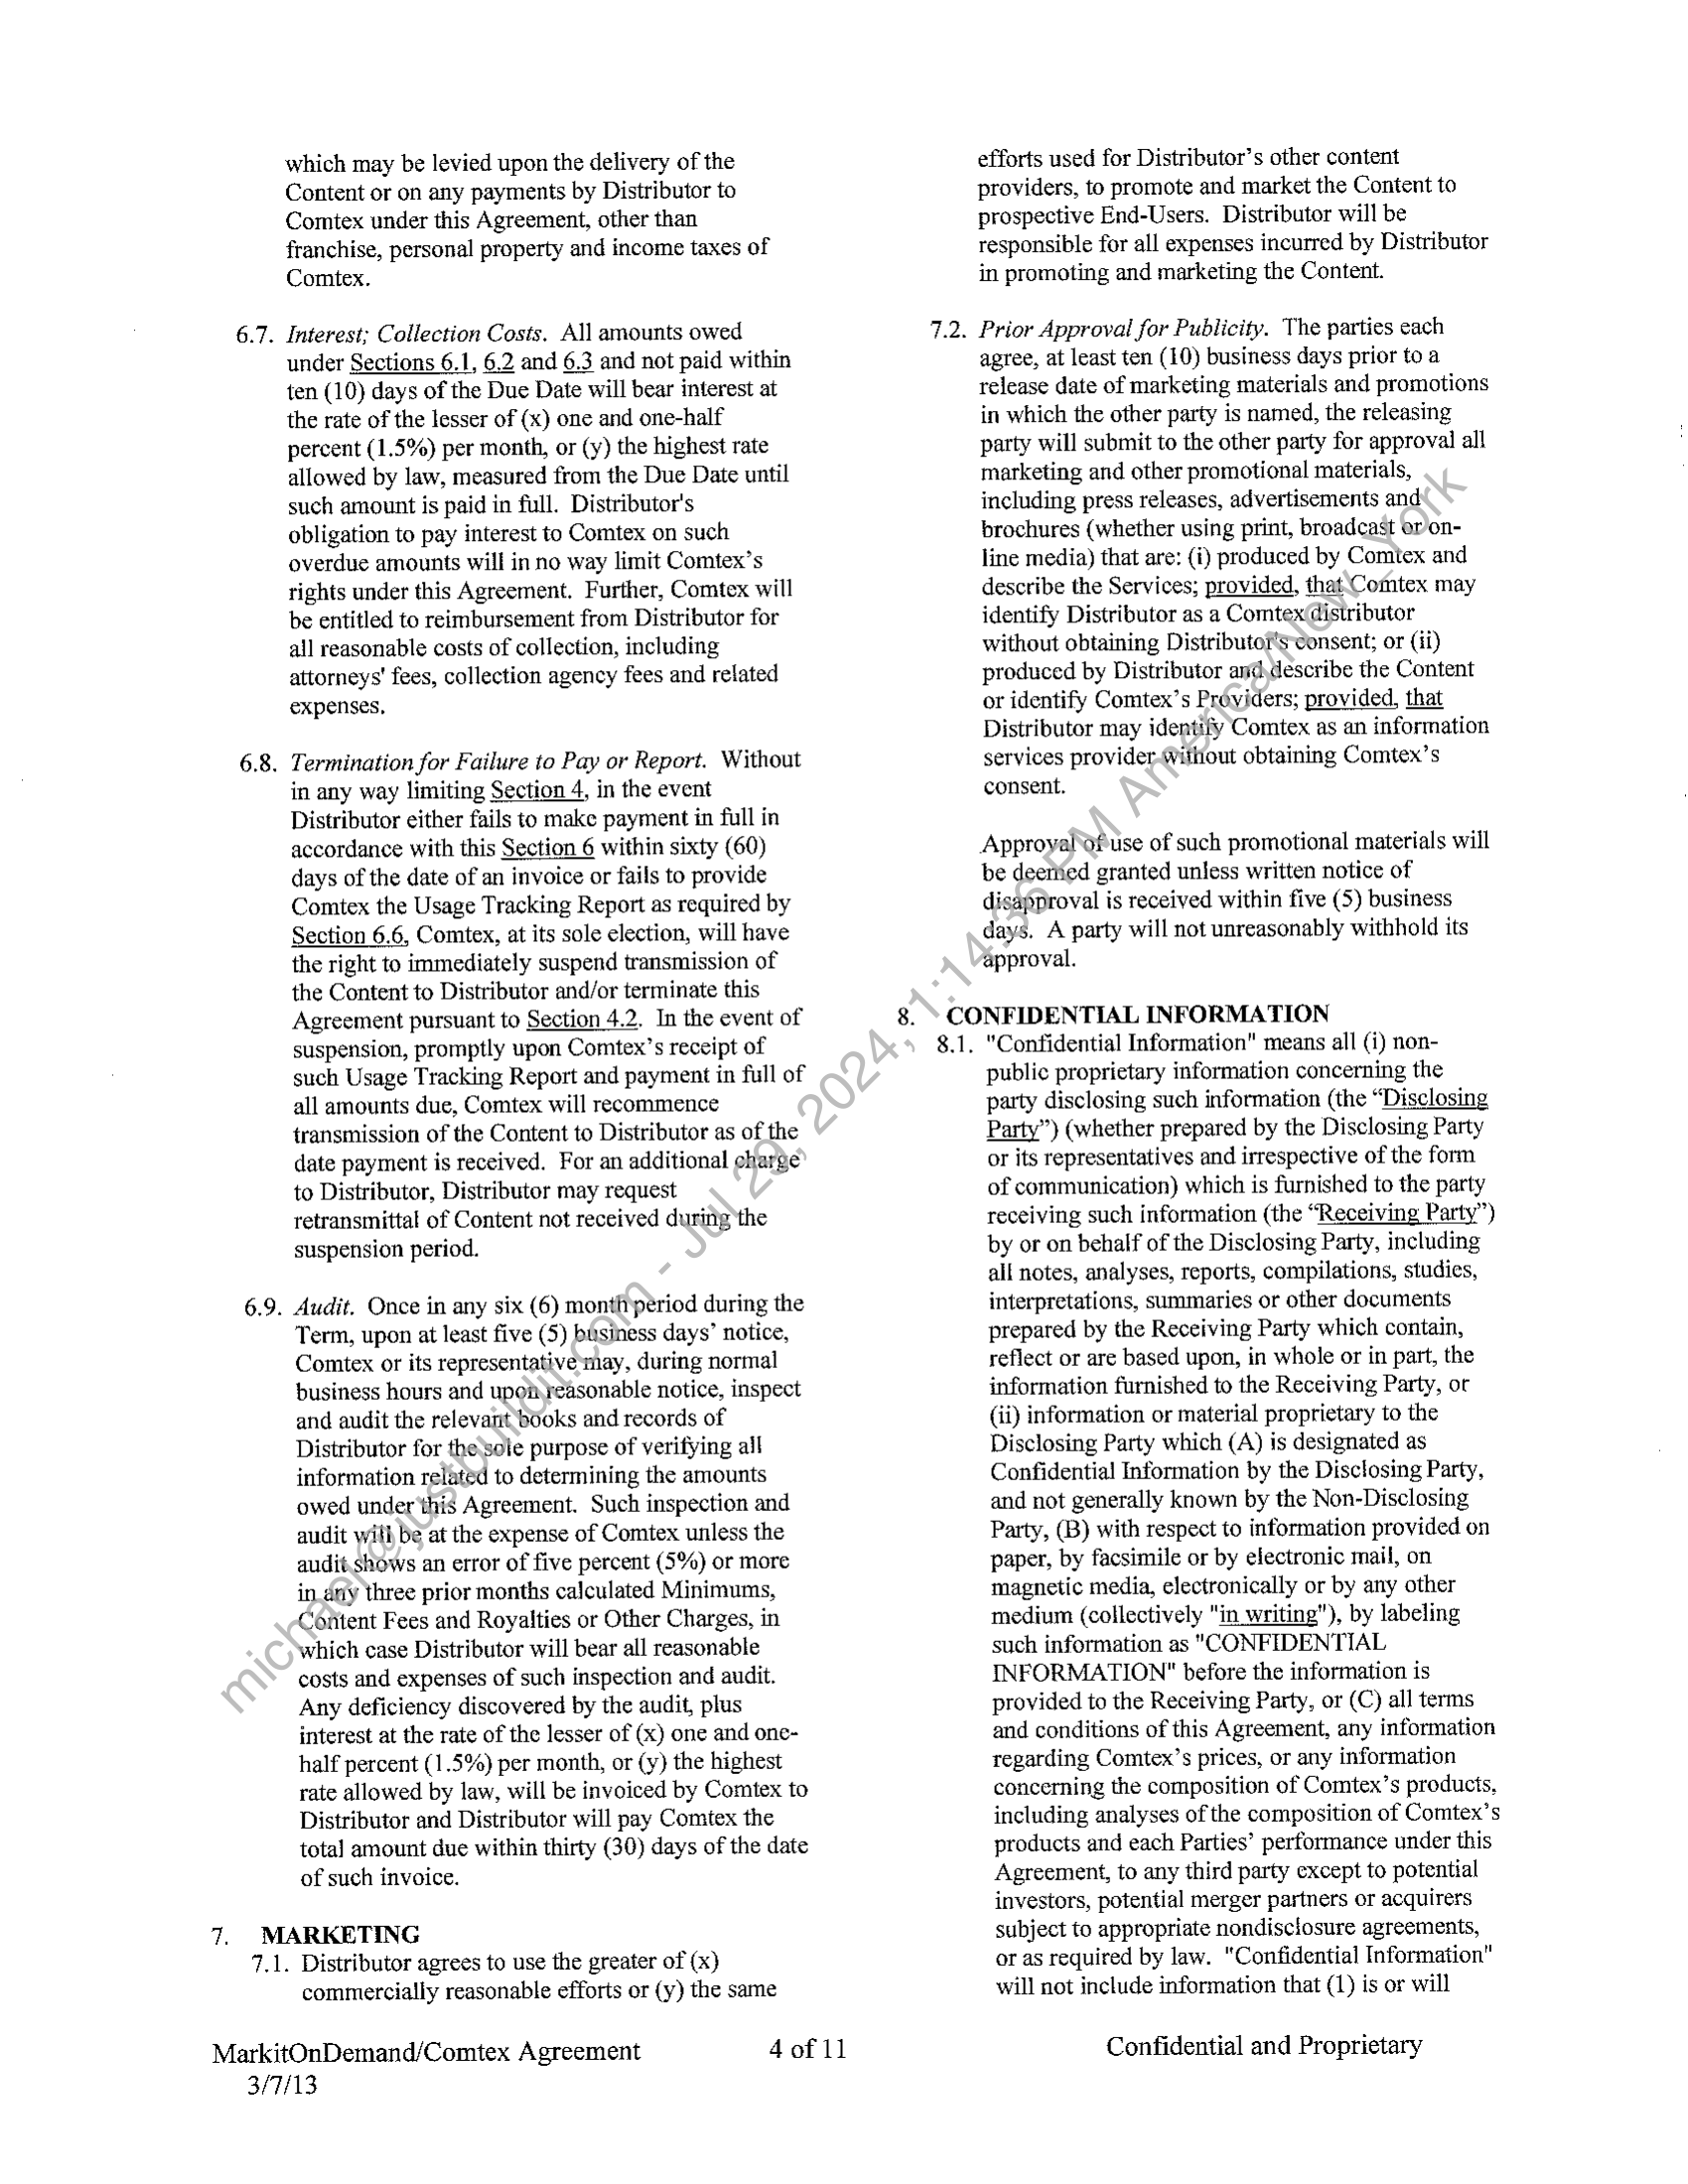 which may be levied upon the delivery of the
Content or on any payments by Distributor to
Comtex under this Agreement, other than
franchise, personal property and income taxes of
Comtex.
6.7. Interest; Collection Costs. All amounts owed
under Sections 6.1, 6.2 and 6.3 and not paid within
ten (10) days of the Due Date will bear interest at
the rate of the lesser of (x) one and one-half
percent (1.5%) per month, or (y) the highest rate
allowed by law, measured from the Due Date until
such amount is paid in full. Distributor's
obligation to pay interest to Comtex on such
overdue amounts will in no way limit Comtex's
rights under this Agreement. Further, Comtex will
be entitled to reimbursement from Distributor for
all reasonable costs of collection, including
attorneys' fees, collection agency fees and related
expenses.
6.8. Termination for Failure to Pay or Report. Without
in any way limiting Section 4, in the event
Distributor either fails to make payment in full in
accordance with this Section 6 within sixty (60)
days of the date of an invoice or fails to provide
Comtex the Usage Tracking Report as required by
Section 6.6, Comtex, at its sole election, will have
the right to immediately suspend transmission of
the Content to Distributor and/or terminate this
Agreement pursuant to Section 4.2. In the event of
suspension, promptly upon Comtex's receipt of
such Usage Tracking Report and payment in full of
all amounts due, Comtex will recommence
transmission of the Content to Distributor as of the
date payment is received. For an additional charge
to Distributor, Distributor may request
retransmittal of Content not received during the
suspension period.
6.9. Audit. Once in any six (6) month period during the
Term, upon at least five (5) business days' notice,
Comtex or its representative may, during normal
business hours and upon reasonable notice, inspect
and audit the relevant books and records of
Distributor for the sole purpose of verifying all
information related to determining the amounts
owed under this Agreement. Such inspection and
audit will be at the expense of Comtex unless the
audit shows an error of five percent (5%) or more
in any three prior months calculated Minimums,
Content Fees and Royalties or Other Charges, in
which case Distributor will bear all reasonable
costs and expenses of such inspection and audit.
Any deficiency discovered by the audit, plus
interest at the rate of the lesser of (x) one and one-
half percent (1.5%) per month, or (y) the highest
rate allowed by law, will be invoiced by Comtex to
Distributor and Distributor will pay Comtex the
total amount due within thirty (30) days of the date
of such invoice.
7. MARKETING
7.1. Distributor agrees to use the greater of (x)
commercially reasonable efforts or (y) the same
efforts used for Distributor's other content
providers, to promote and market the Content to
prospective End-Users. Distributor will be
responsible for all expenses incurred by Distributor
in promoting and marketing the Content.
7.2. Prior Approval for Publicity. The parties each
agree, at least ten (10) business days prior to a
release date of marketing materials and promotions
in which the other party is named, the releasing
party will submit to the other party for approval all
marketing and other promotional materials,
including press releases, advertisements and
brochures (whether using print, broadcast or on-
line media) that are: (i) produced by Comtex and
describe the Services; provided, that Comtex may
identify Distributor as a Comtex distributor
without obtaining Distributor's consent; or (ii)
produced by Distributor and describe the Content
or identify Comtex's Providers; provided, that
Distributor may identify Comtex as an information
services provider without obtaining Comtex's
consent.
Approval of use of such promotional materials will
be deemed granted unless written notice of
disapproval is received within five (5) business
days. A party will not unreasonably withhold its
approval.
8. CONFIDENTIAL INFORMATION
8.1. "Confidential Information" means all (i) non-
public proprietary information concerning the
party disclosing such information (the “Disclosing
Party”) (whether prepared by the Disclosing Party
or its representatives and irrespective of the form
of communication) which is furnished to the party
receiving such information (the “Receiving Party”)
by or on behalf of the Disclosing Party, including
all notes, analyses, reports, compilations, studies,
interpretations, summaries or other documents
prepared by the Receiving Party which contain,
reflect or are based upon, in whole or in part, the
information furnished to the Receiving Party, or
(ii) information or material proprietary to the
Disclosing Party which (A) is designated as
Confidential Information by the Disclosing Party,
and not generally known by the Non-Disclosing
Party, (B) with respect to information provided on
paper, by facsimile or by electronic mail, on
magnetic media, electronically or by any other
medium (collectively "in writing"), by labeling
such information as "CONFIDENTIAL
INFORMATION" before the information is
provided to the Receiving Party, or (C) all terms
and conditions of this Agreement, any information
regarding Comtex's prices, or any information
concerning the composition of Comtex's products,
including analyses of the composition of Comtex's
products and each Parties' performance under this
Agreement, to any third party except to potential
investors, potential merger partners or acquirers
subject to appropriate nondisclosure agreements,
or as required by law. "Confidential Information"
will not include information that (1) is or will
MarkitOnDemand/Comtex Agreement 4 of 11 Confidential and Proprietary
3/7/13
michael@justbuildit.com - Jul 29, 2024, 1:14:36 PM America/New_York